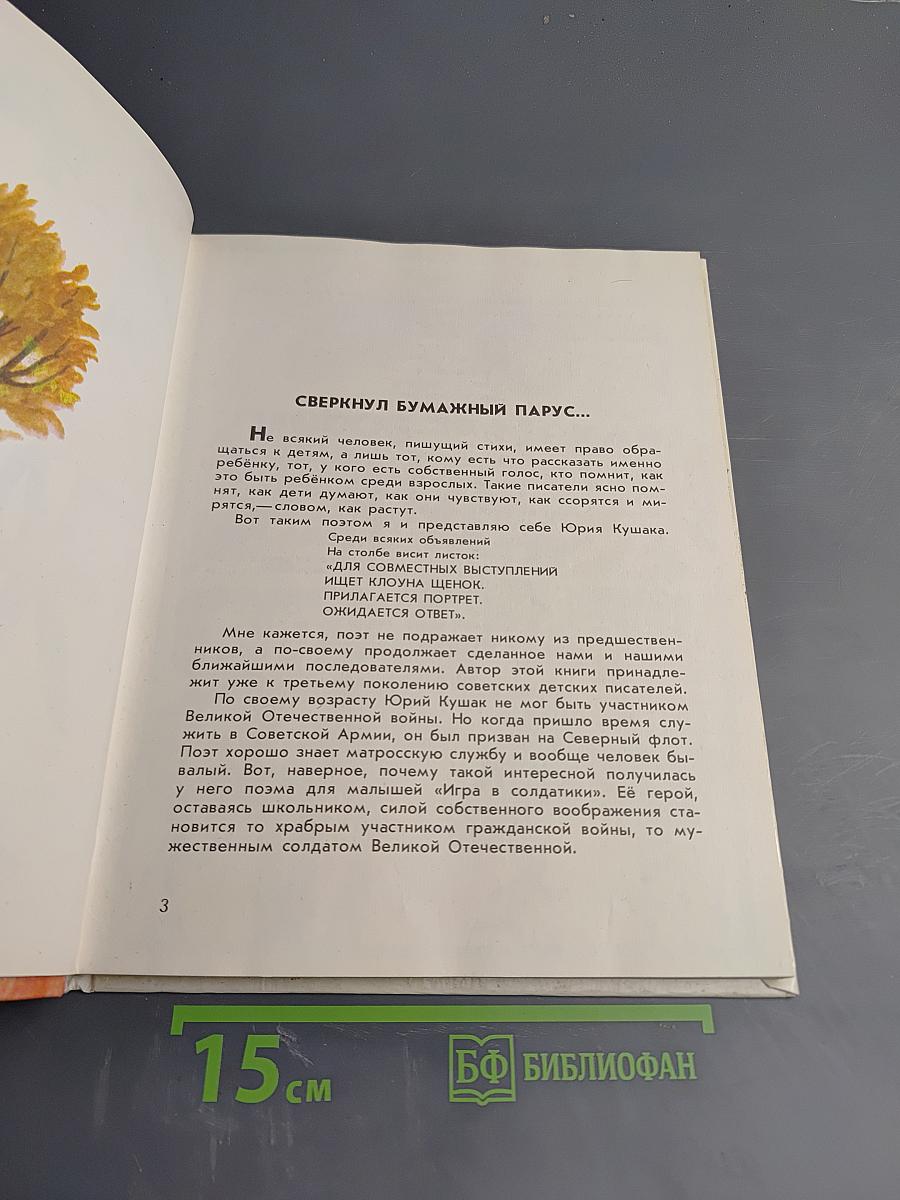 СВЕРКНУЛ БУМАЖНЫЙ ПАРУС...
Не всякий человек, пишущий стихи, имеет право обра-
щаться к детям, а лишь тот, кому есть что рассказать именно
ребёнку, тот, у кого есть собственный голос, кто помнит, как
это быть ребёнком среди взрослых. Такие писатели ясно пом-
нят, как дети думают, как они чувствуют, как ссорятся и ми-
рятся,— словом, как растут.
Вот таким поэтом я и представляю себе Юрия Кушака.
Среди всяких объявлений
На столбе висит листок:
«ДЛЯ СОВМЕСТНЫХ ВЫСТУПЛЕНИЙ
ИЩЕТ КЛОУНА ЩЕНОК.
ПРИЛАГАЕТСЯ ПОРТРЕТ.
ОЖИДАЕТСЯ ОТВЕТ».
Мне кажется, поэт не подражает никому из предшествен-
ников, а по-своему продолжает сделанное нами и нашими
ближайшими последователями. Автор этой книги принадле-
жит уже к третьему поколению советских детских писателей.
По своему возрасту Юрий Кушак не мог быть участником
Великой Отечественной войны. Но когда пришло время слу-
жить в Советской Армии, он был призван на Северный флот.
Поэт хорошо знает матросскую службу и вообще человек бы-
валый. Вот, наверное, почему такой интересной получилась
у него поэма для малышей «Игра в солдатики». Её герой,
оставаясь школьником, силой собственного воображения ста-
новится то храбрым участником гражданской войны, то му-
жественным солдатом Великой Отечественной.
3
15 см
БФ БИБЛИОФАН